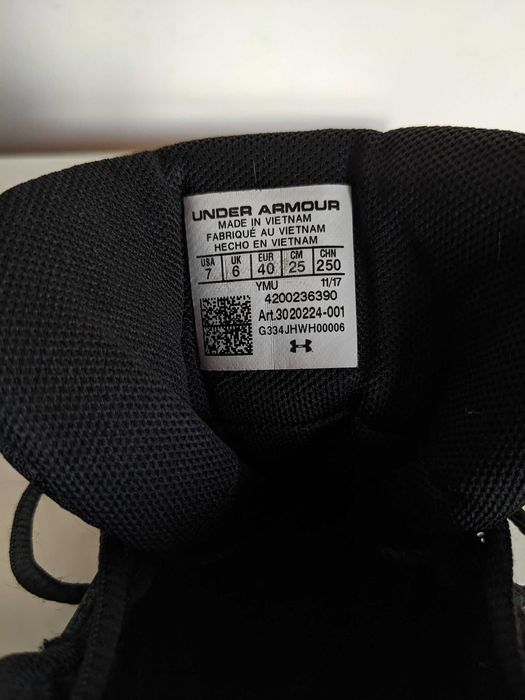 UNDER ARMOUR
MADE IN VIETNAM
FABRIQUÉ AU VIETNAM
HECHO EN VIETNAM
USA UK EUR CM CHN
7 6 40 25 250
YMU 11/17
4200236390
Art.3020224-001
G334JHWH00006